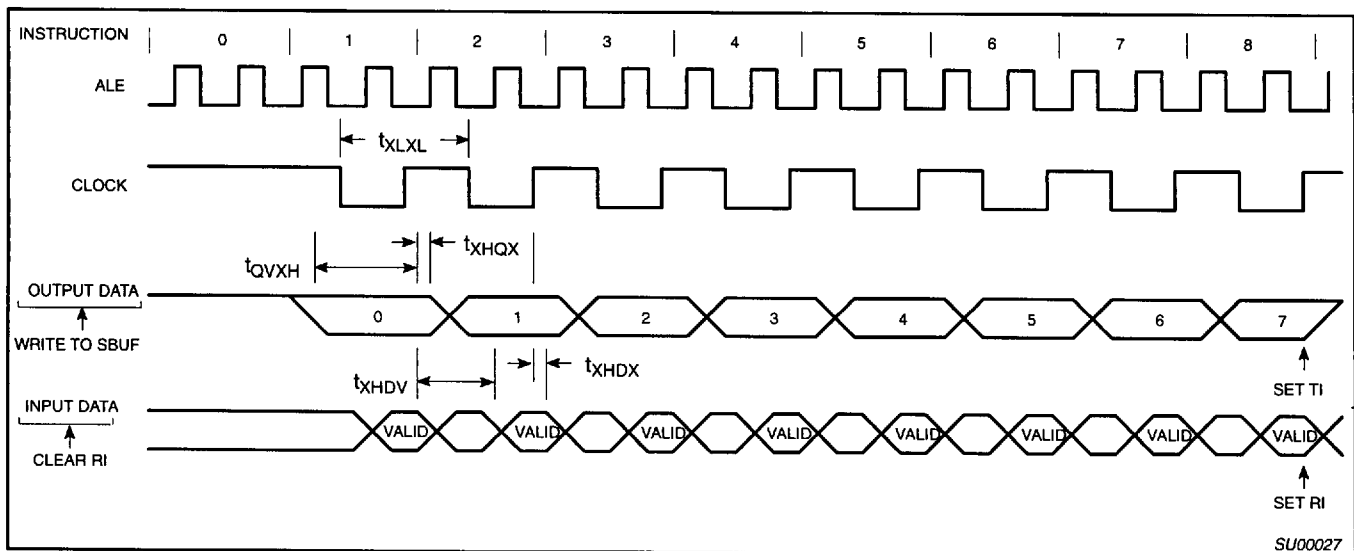 INSTRUCTION 0 1 2 3 4 5 6 7 8
ALE
tXLXL
CLOCK
tXHQX
tQVXH
OUTPUT DATA 0 1 2 3 4 5 6 7
WRITE TO SBUF
tXHDX
tXHDV
SET TI
INPUT DATA VALID VALID VALID VALID VALID VALID VALID VALID
CLEAR RI
SET RI
SU00027